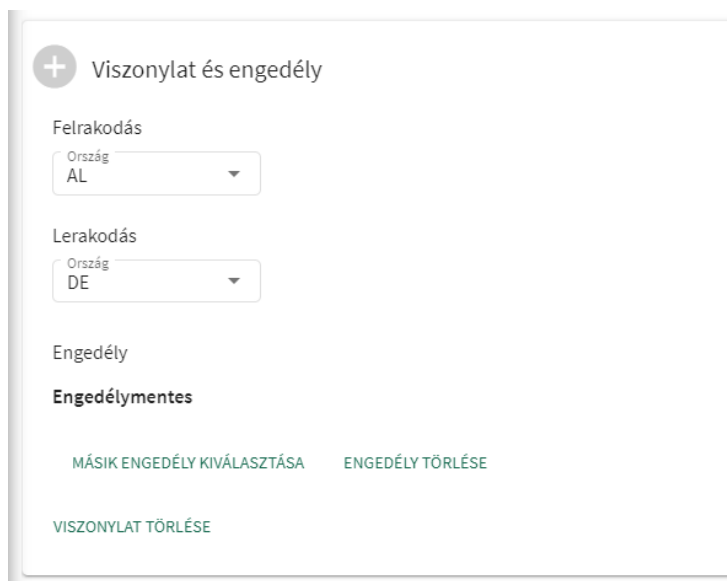 Viszonylat és engedély
Felrakodás
Ország
AL
Lerakodás
Ország
DE
Engedély
Engedélymentes
MÁSIK ENGEDÉLY KIVÁLASZTÁSA ENGEDÉLY TÖRLÉSE
VISZONYLAT TÖRLÉSE